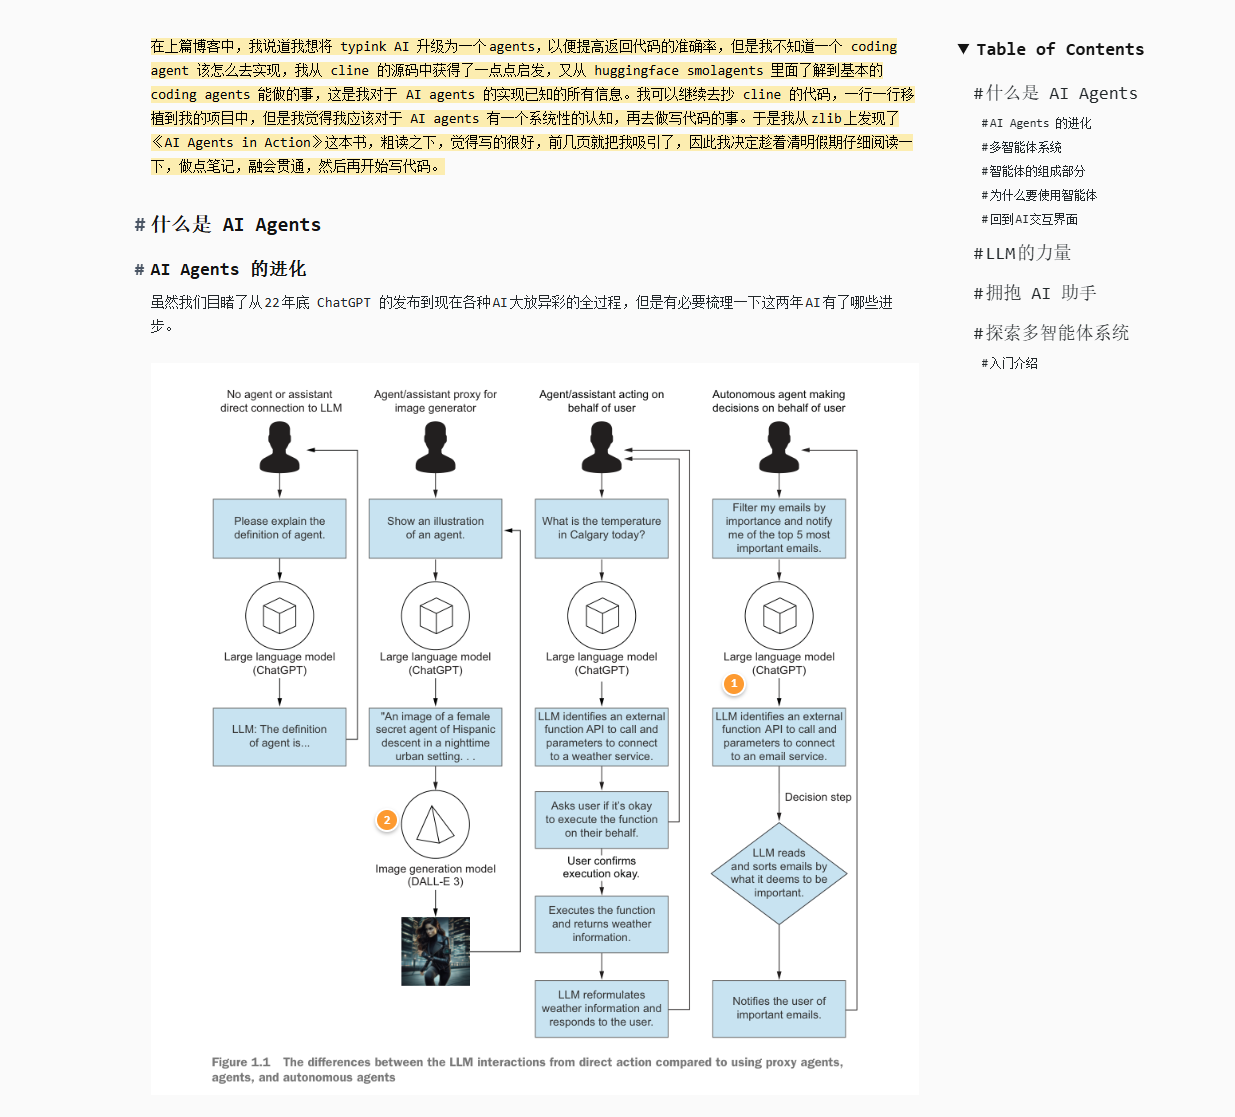 在上篇博客中，我说道我想将 typink AI 升级为一个agents，以便提高返回代码的准确率，但是我不知道一个 coding
agent 该怎么去实现，我从 cline 的源码中获得了一点点启发，又从 huggingface smolagents 里面了解到基本的
coding agents 能做的事，这是我对于 AI agents 的实现已知的所有信息。我可以继续去抄 cline 的代码，一行一行移
植到我的项目中，但是我觉得我应该对于 AI agents 有一个系统性的认知，再去做写代码的事。于是我从zlib上发现了
《AI Agents in Action》这本书，粗读之下，觉得写的很好，前几页就把我吸引了，因此我决定趁着清明假期仔细阅读一
下，做点笔记，融会贯通，然后再开始写代码。
# 什么是 AI Agents
# AI Agents 的进化
虽然我们目睹了从22年底 ChatGPT 的发布到现在各种AI大放异彩的全过程，但是有必要梳理一下这两年AI有了哪些进
步。
No agent or assistant
direct connection to LLM
Please explain the
definition of agent.
Large language model
(ChatGPT)
LLM: The definition
of agent is...
Agent/assistant proxy for
image generator
Show an illustration
of an agent.
Large language model
(ChatGPT)
"An image of a female
secret agent of Hispanic
descent in a nighttime
urban setting. . .
2
Image generation model
(DALL-E 3)
Agent/assistant acting on
behalf of user
What is the temperature
in Calgary today?
Large language model
(ChatGPT)
LLM identifies an external
function API to call and
parameters to connect
to a weather service.
Asks user if it's okay
to execute the function
on their behalf.
User confirms
execution okay.
Executes the function
and returns weather
information.
LLM reformulates
weather information and
responds to the user.
Autonomous agent making
decisions on behalf of user
Filter my emails by
importance and notify
me of the top 5 most
important emails.
Large language model
(ChatGPT)
1
LLM identifies an external
function API to call and
parameters to connect
to an email service.
Decision step
LLM reads
and sorts emails by
what it deems to be
important.
Notifies the user of
important emails.
Figure 1.1 The differences between the LLM interactions from direct action compared to using proxy agents,
agents, and autonomous agents
▼ Table of Contents
#什么是 AI Agents
#AI Agents 的进化
#多智能体系统
#智能体的组成部分
#为什么要使用智能体
#回到AI交互界面
#LLM的力量
#拥抱 AI 助手
#探索多智能体系统
#入门介绍